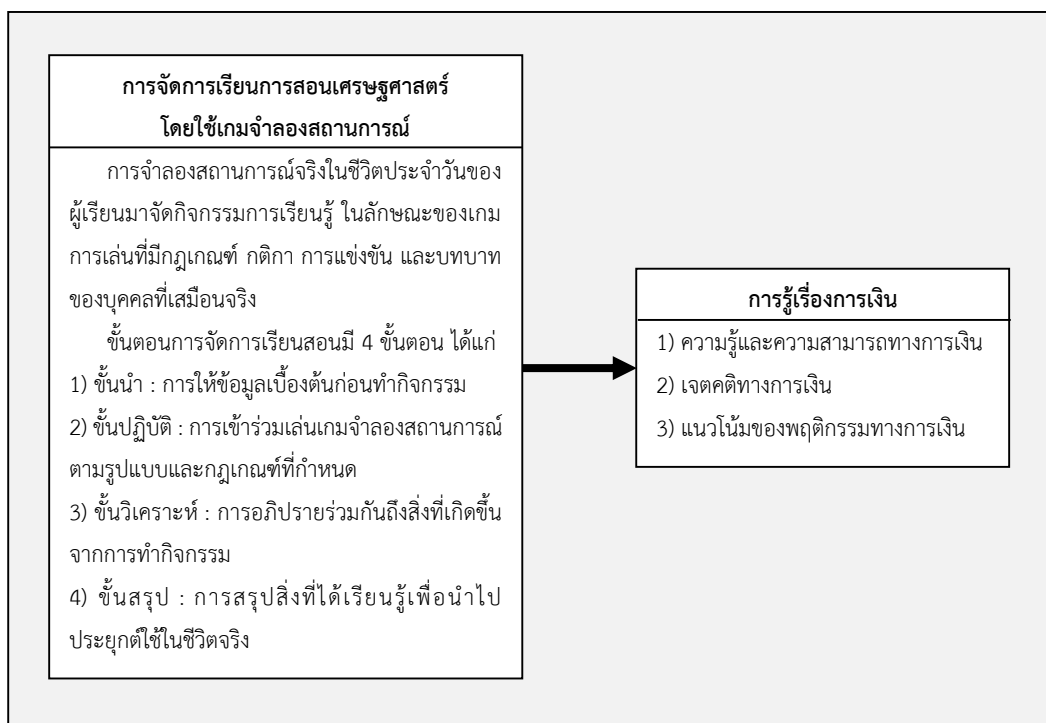 การจัดการเรียนการสอนเศรษฐศาสตร์
โดยใช้เกมจำลองสถานการณ์
การจำลองสถานการณ์จริงในชีวิตประจำวันของ
ผู้เรียนมาจัดกิจกรรมการเรียนรู้ ในลักษณะของเกม
การเล่นที่มีกฎเกณฑ์ กติกา การแข่งขัน และบทบาท
ของบุคคลที่เสมือนจริง
ขั้นตอนการจัดการเรียนสอนมี 4 ขั้นตอน ได้แก่
1) ขั้นนำ : การให้ข้อมูลเบื้องต้นก่อนทำกิจกรรม
2) ขั้นปฏิบัติ : การเข้าร่วมเล่นเกมจำลองสถานการณ์
ตามรูปแบบและกฎเกณฑ์ที่กำหนด
3) ขั้นวิเคราะห์ : การอภิปรายร่วมกันถึงสิ่งที่เกิดขึ้น
จากการทำกิจกรรม
4) ขั้นสรุป : การสรุปสิ่งที่ได้เรียนรู้เพื่อนำไป
ประยุกต์ใช้ในชีวิตจริง
การรู้เรื่องการเงิน
1) ความรู้และความสามารถทางการเงิน
2) เจตคติทางการเงิน
3) แนวโน้มของพฤติกรรมทางการเงิน